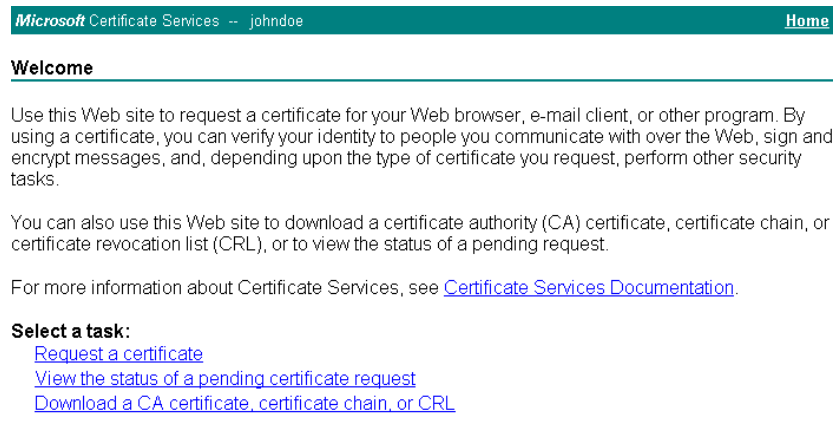 Microsoft Certificate Services -- johndoe Home
Welcome
Use this Web site to request a certificate for your Web browser, e-mail client, or other program. By
using a certificate, you can verify your identity to people you communicate with over the Web, sign and
encrypt messages, and, depending upon the type of certificate you request, perform other security
tasks.
You can also use this Web site to download a certificate authority (CA) certificate, certificate chain, or
certificate revocation list (CRL), or to view the status of a pending request.
For more information about Certificate Services, see Certificate Services Documentation.
Select a task:
Request a certificate
View the status of a pending certificate request
Download a CA certificate, certificate chain, or CRL